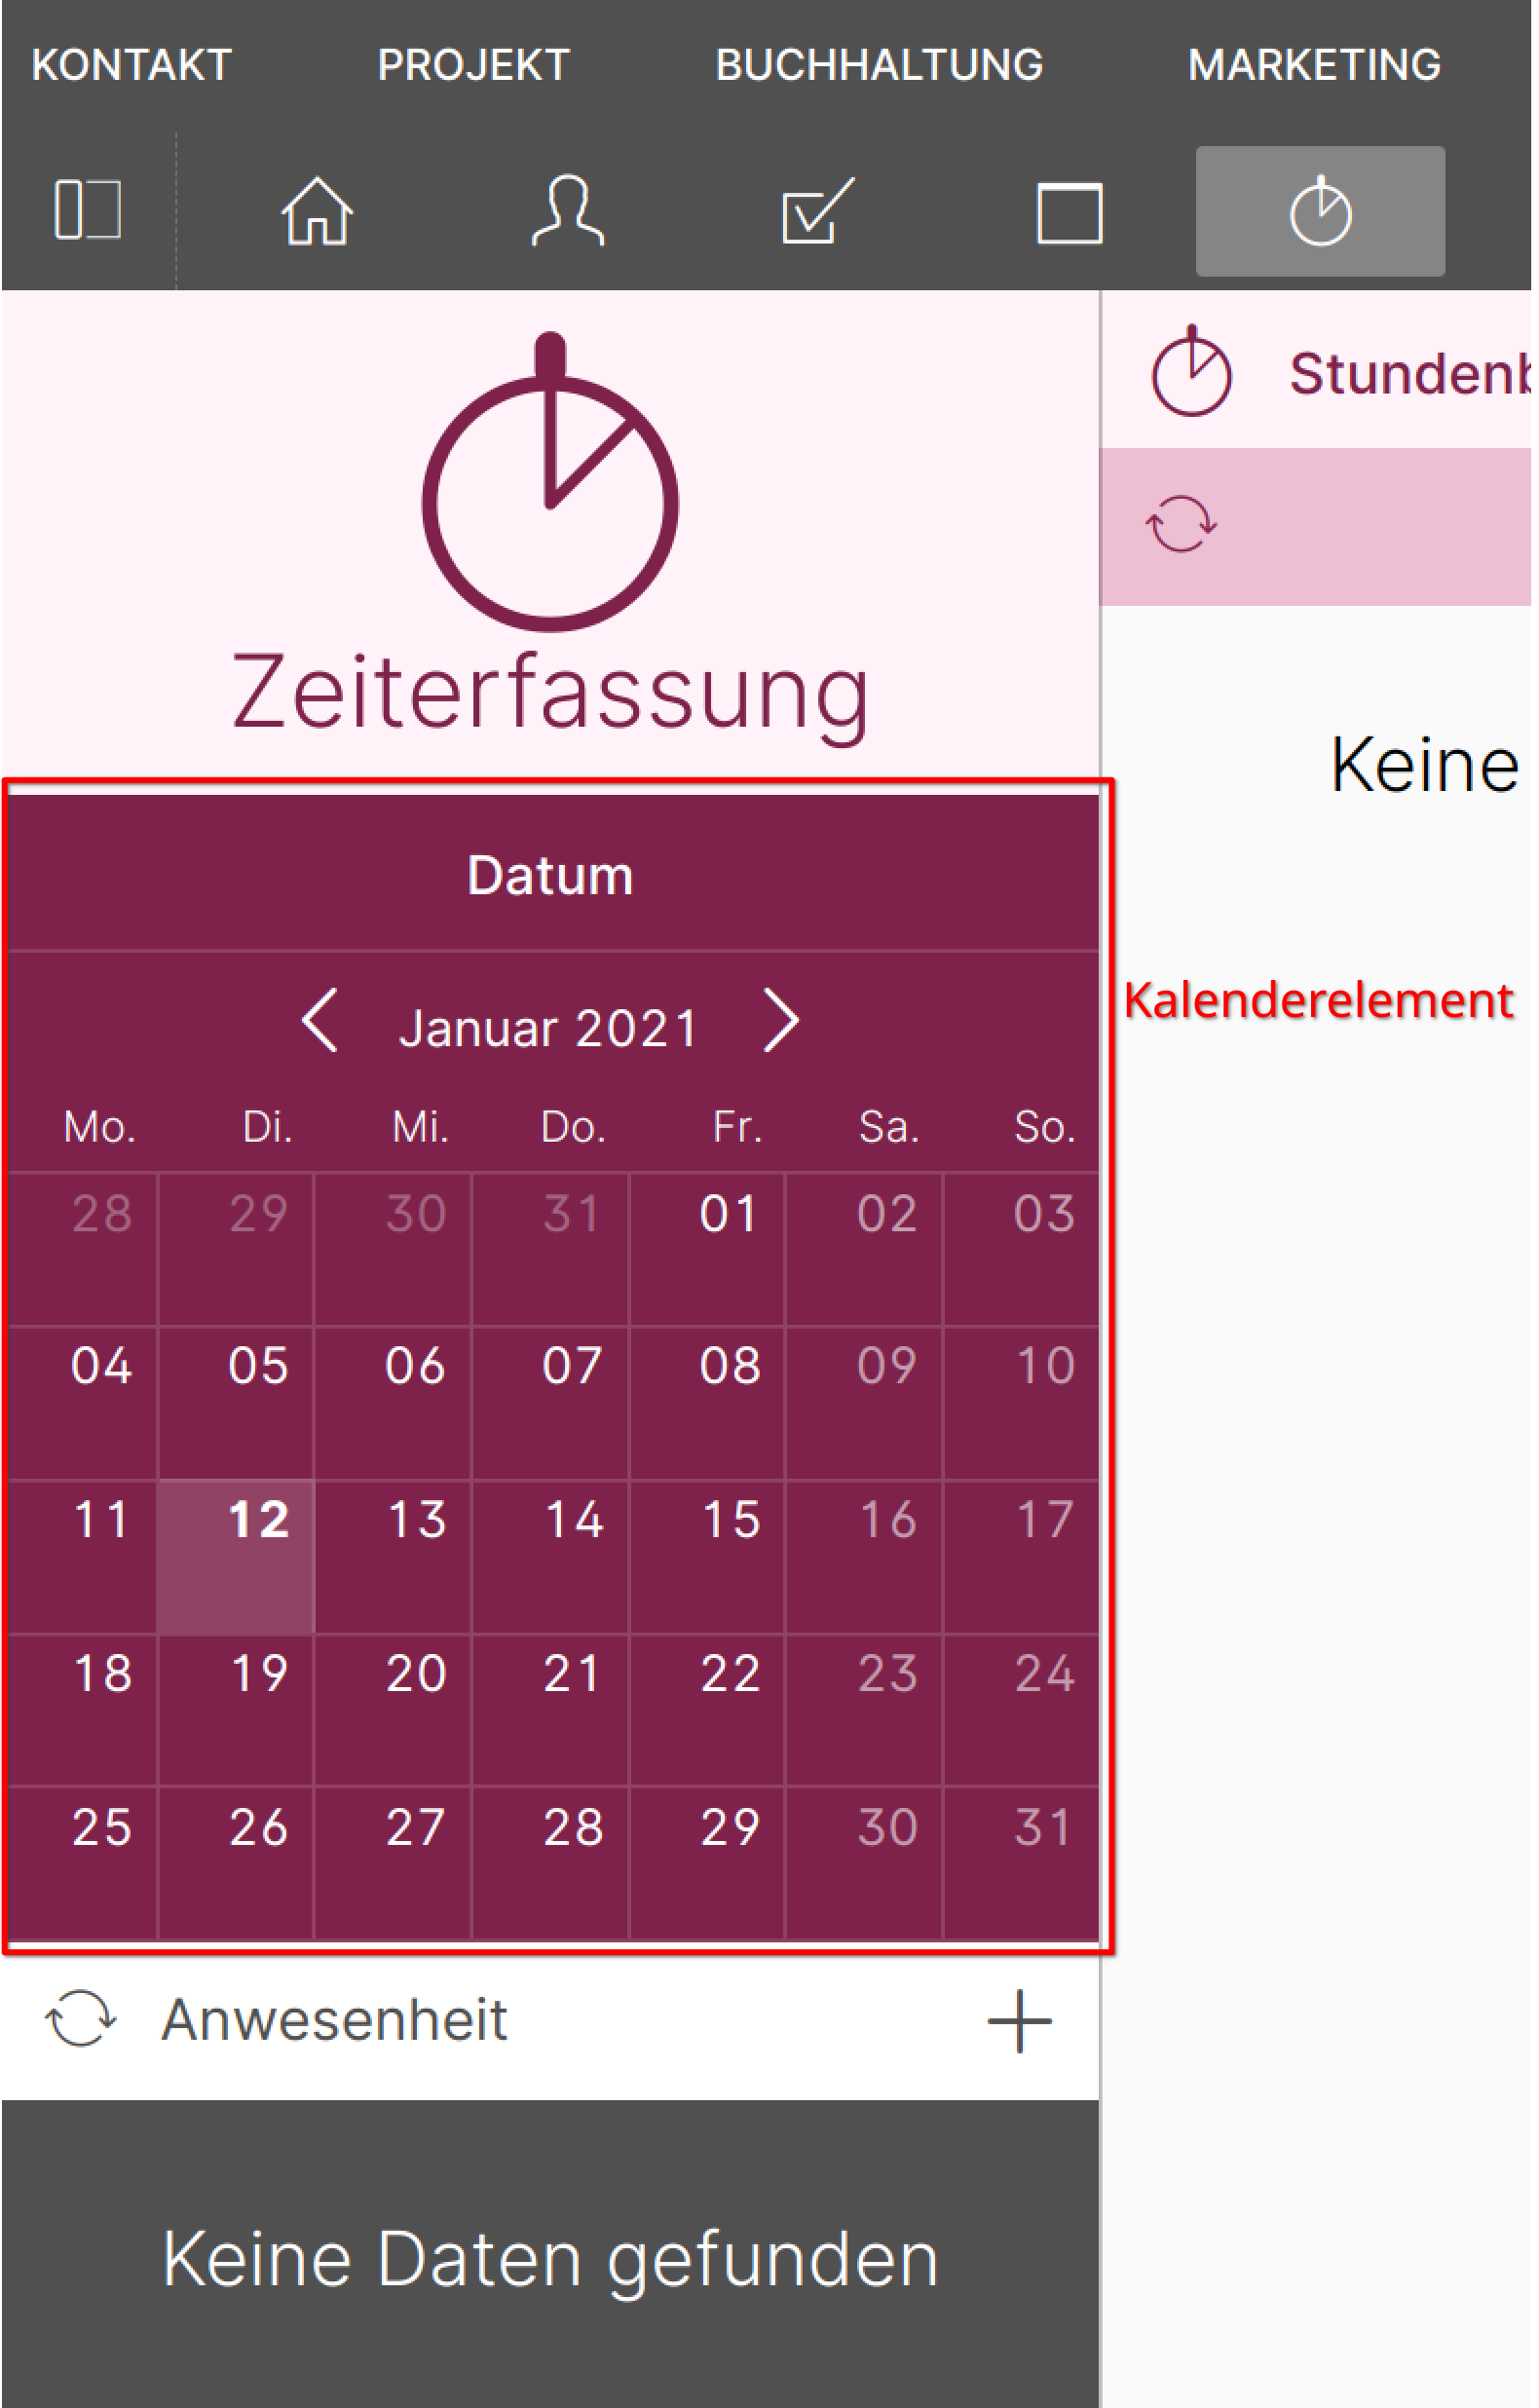 KONTAKT PROJEKT BUCHHALTUNG MARKETING
Zeiterfassung
Stundenb
Keine
Datum
Januar 2021
Kalenderelement
Mo. Di. Mi. Do. Fr. Sa. So.
28 29 30 31 01 02 03
04 05 06 07 08 09 10
11 12 13 14 15 16 17
18 19 20 21 22 23 24
25 26 27 28 29 30 31
Anwesenheit
Keine Daten gefunden